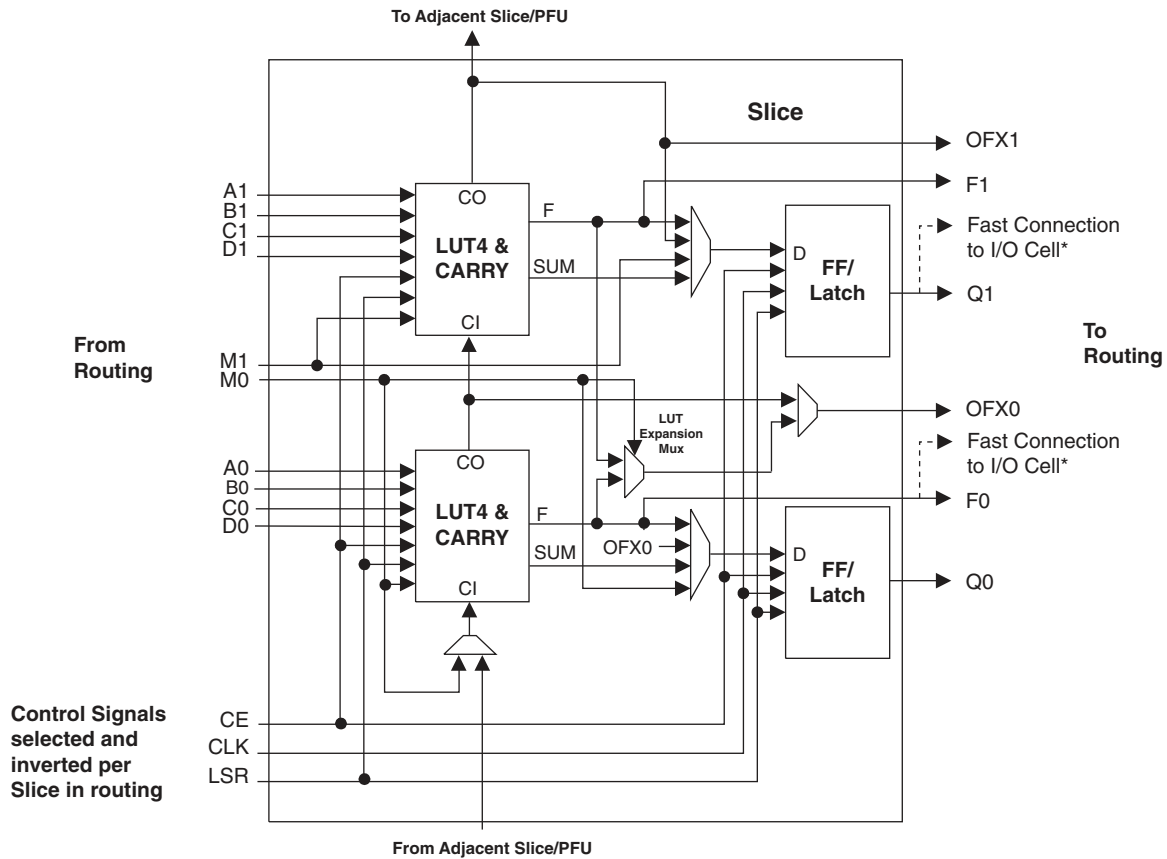 To Adjacent Slice/PFU
Slice
OFX1
F1
Fast Connection
to I/O Cell*
Q1
A1
B1
C1
D1
CO
LUT4 &
CARRY
CI
F
SUM
D
FF/
Latch
From
Routing
To
Routing
M1
M0
LUT
Expansion
Mux
OFX0
Fast Connection
to I/O Cell*
F0
A0
B0
C0
D0
CO
LUT4 &
CARRY
CI
F
OFX0
SUM
D
FF/
Latch
Q0
Control Signals
selected and
inverted per
Slice in routing
CE
CLK
LSR
From Adjacent Slice/PFU